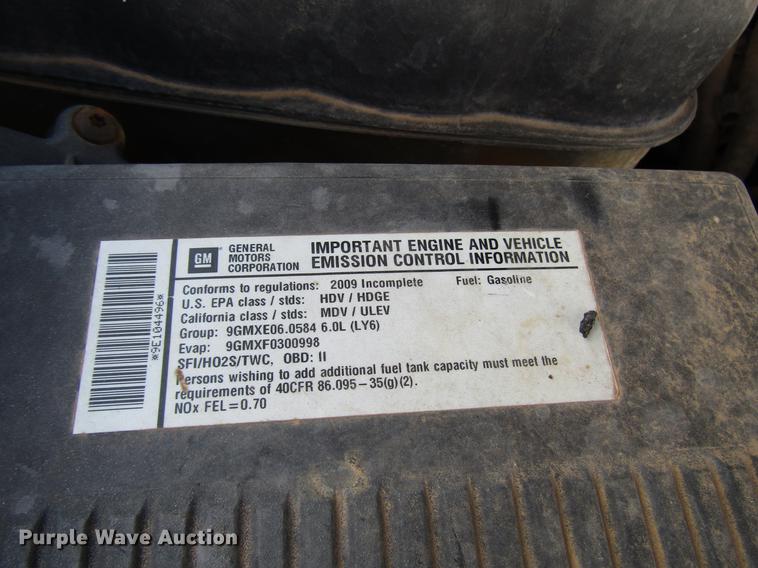 *9E104496*
GM GENERAL MOTORS CORPORATION
IMPORTANT ENGINE AND VEHICLE
EMISSION CONTROL INFORMATION
Conforms to regulations: 2009 Incomplete Fuel: Gasoline
U.S. EPA class / stds: HDV / HDGE
California class / stds: MDV / ULEV
Group: 9GMXE06.0584 6.0L (LY6)
Evap: 9GMXF0300998
SFI/HO2S/TWC, OBD: II
Persons wishing to add additional fuel tank capacity must meet the
requirements of 40CFR 86.095-35(g)(2).
NOx FEL=0.70
Purple Wave Auction